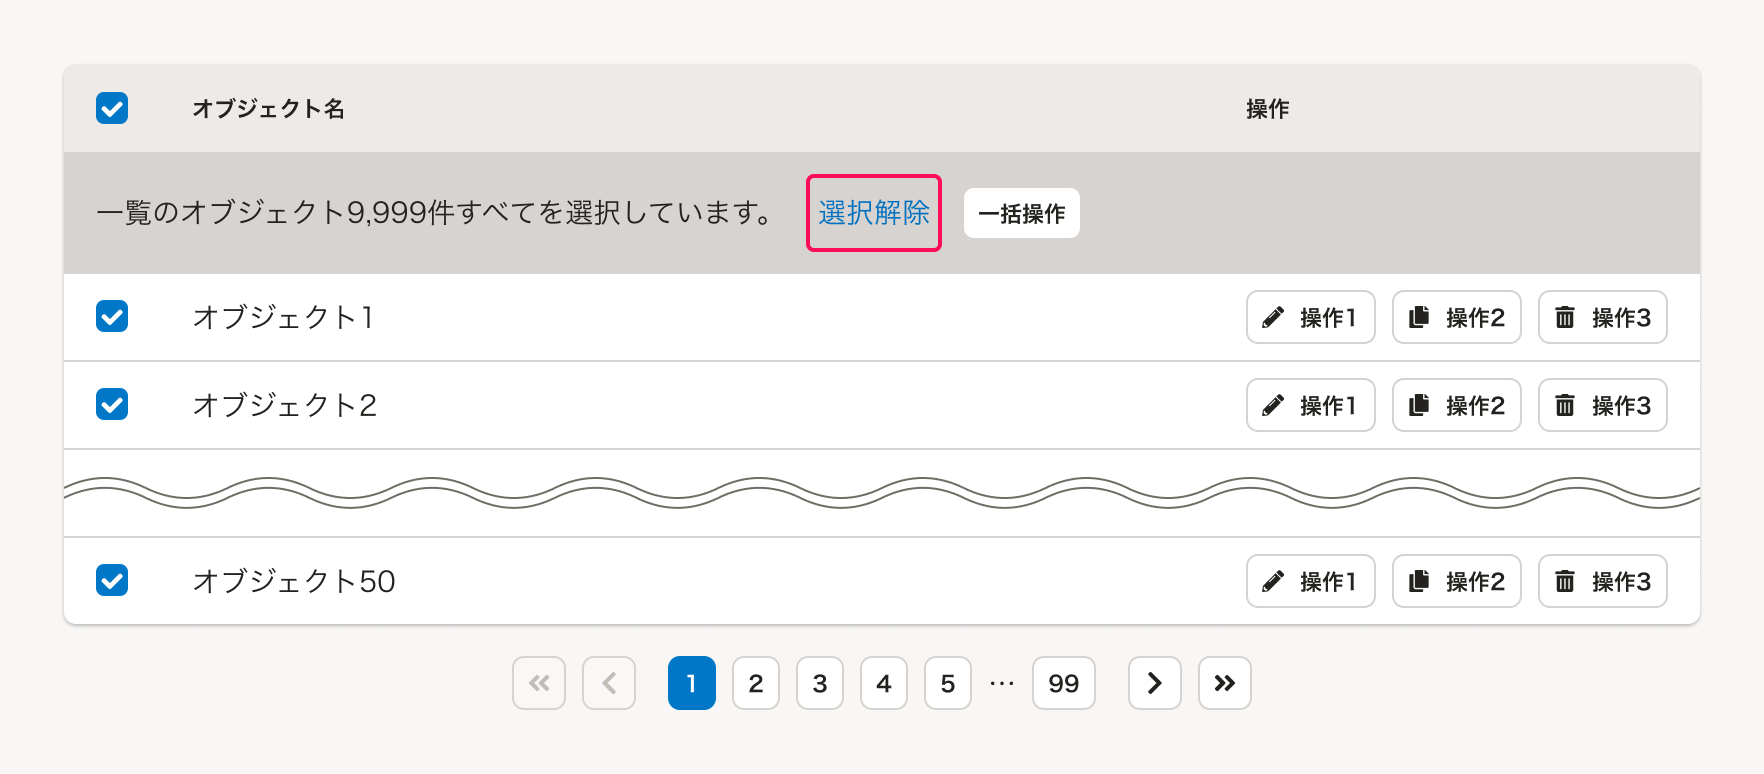 オブジェクト名 操作
一覧のオブジェクト9,999件すべてを選択しています。 選択解除 一括操作
オブジェクト1 操作1 操作2 操作3
オブジェクト2 操作1 操作2 操作3
オブジェクト50 操作1 操作2 操作3
1 2 3 4 5 … 99